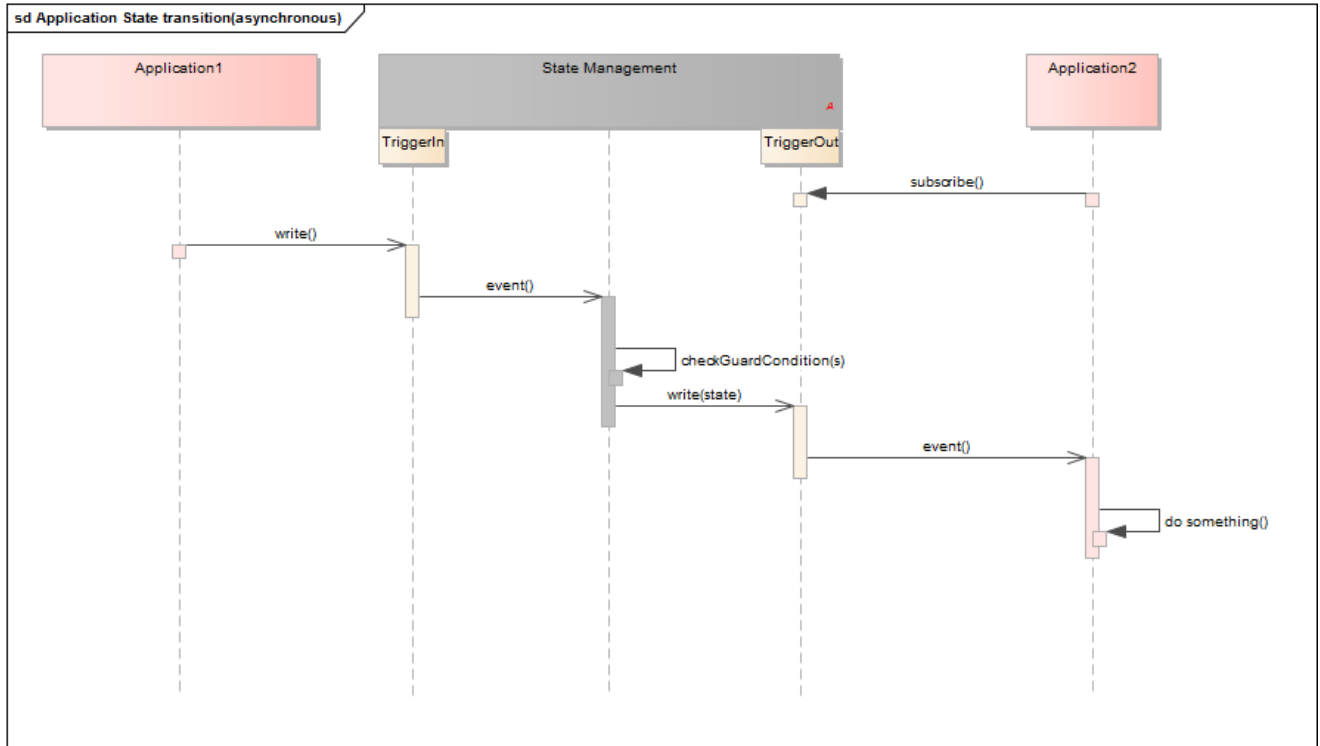 sd Application State transition(asynchronous)
Application1
State Management
Application2
A
TriggerIn
TriggerOut
subscribe()
write()
event()
checkGuardCondition(s)
write(state)
event()
do something()